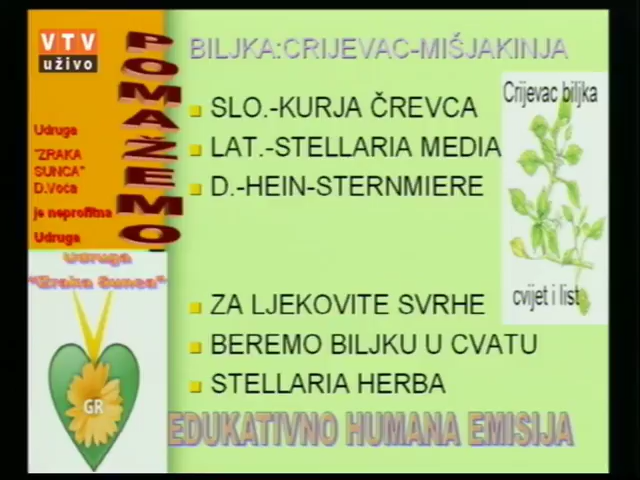 VTV
uživo
POMAŽEMO
Udruga
"ZRAKA
SUNCA"
D.Voća
je neprofitna
Udruga
Udruga
"Zraka Sunca"
GR
BILJKA:CRIJEVAC-MIŠJAKINJA
SLO.-KURJA ČREVCA
LAT.-STELLARIA MEDIA
D.-HEIN-STERNMIERE
Crijevac biljka
cvijet i list
ZA LJEKOVITE SVRHE
BEREMO BILJKU U CVATU
STELLARIA HERBA
EDUKATIVNO HUMANA EMISIJA